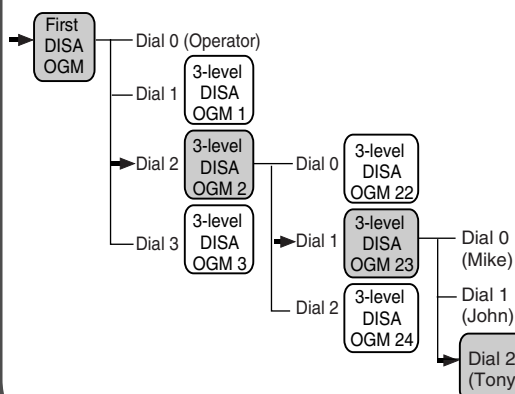 First
DISA
OGM
Dial 0 (Operator)
Dial 1
3-level
DISA
OGM 1
Dial 2
3-level
DISA
OGM 2
Dial 3
3-level
DISA
OGM 3
Dial 0
3-level
DISA
OGM 22
Dial 1
3-level
DISA
OGM 23
Dial 2
3-level
DISA
OGM 24
Dial 0
(Mike)
Dial 1
(John)
Dial 2
(Tony